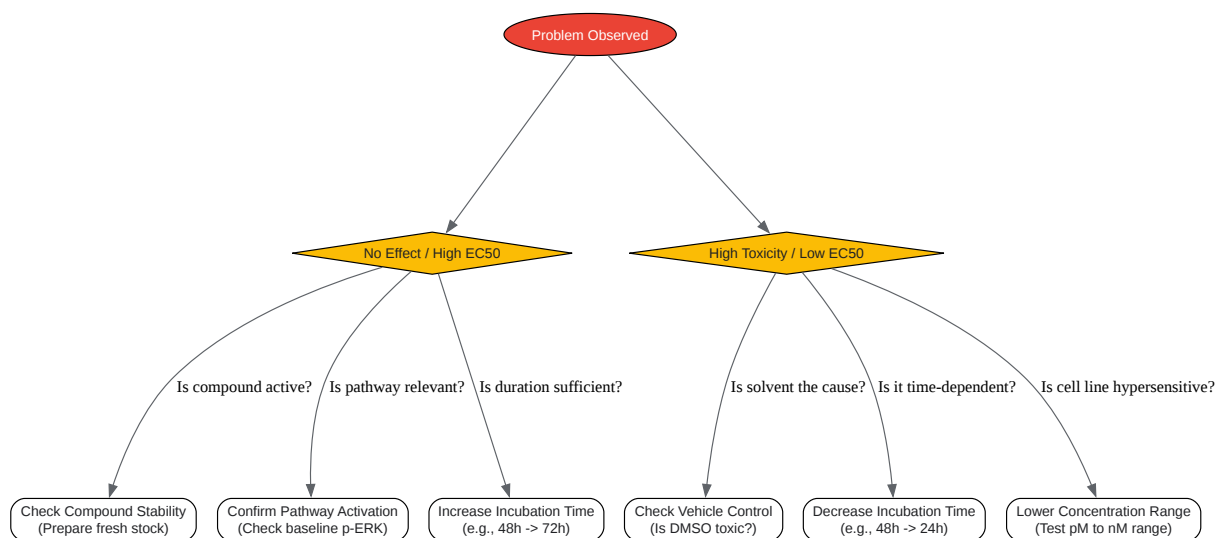 Problem Observed
No Effect / High EC50
High Toxicity / Low EC50
Is compound active?
Is pathway relevant?
Is duration sufficient?
Is solvent the cause?
Is it time-dependent?
Is cell line hypersensitive?
Check Compound Stability
(Prepare fresh stock)
Confirm Pathway Activation
(Check baseline p-ERK)
Increase Incubation Time
(e.g., 48h -> 72h)
Check Vehicle Control
(Is DMSO toxic?)
Decrease Incubation Time
(e.g., 48h -> 24h)
Lower Concentration Range
(Test pM to nM range)